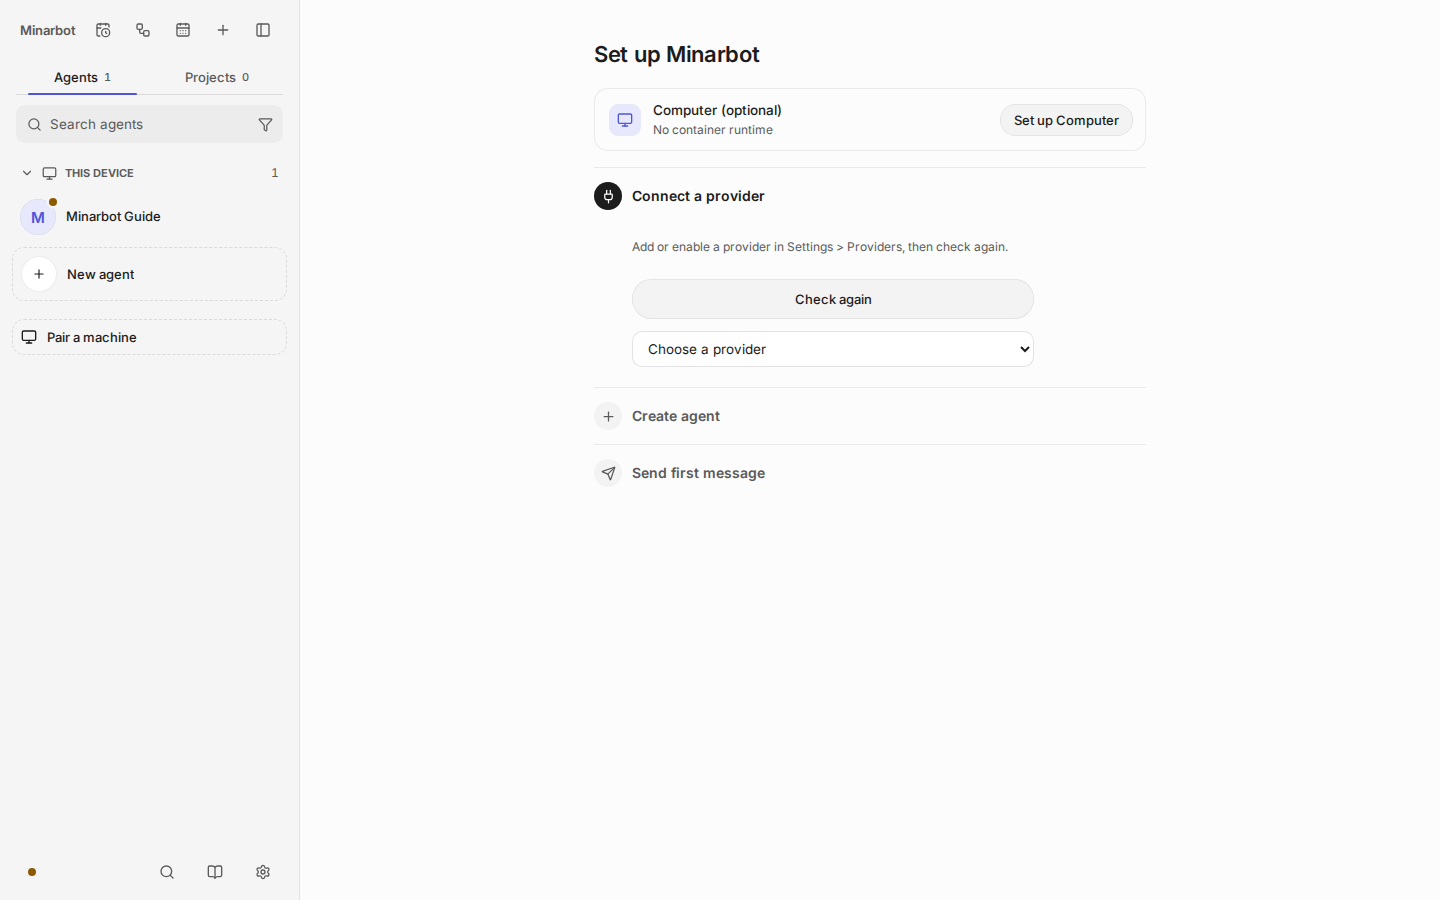 Minarbot
Agents 1
Projects 0
Search agents
THIS DEVICE 1
M
Minarbot Guide
New agent
Pair a machine
Set up Minarbot
Computer (optional)
No container runtime
Set up Computer
Connect a provider
Add or enable a provider in Settings > Providers, then check again.
Check again
Choose a provider
Create agent
Send first message